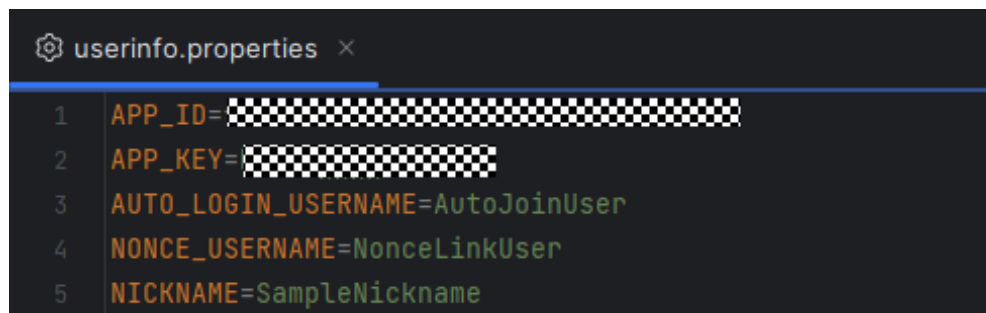 userinfo.properties ×
1 APP_ID=
2 APP_KEY=
3 AUTO_LOGIN_USERNAME=AutoJoinUser
4 NONCE_USERNAME=NonceLinkUser
5 NICKNAME=SampleNickname